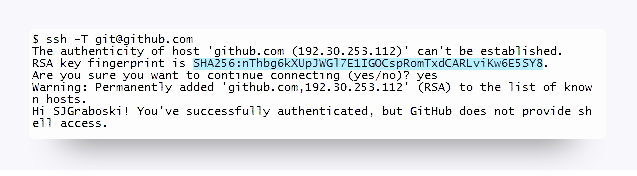 $ ssh -T git@github.com
The authenticity of host 'github.com (192.30.253.112)' can't be established.
RSA key fingerprint is SHA256:nThbg6kXUpJWGl7E1IGOCspRomTxdCARLviKw6E5SY8.
Are you sure you want to continue connecting (yes/no)? yes
Warning: Permanently added 'github.com,192.30.253.112' (RSA) to the list of know
n hosts.
Hi SJGraboski! You've successfully authenticated, but GitHub does not provide sh
ell access.